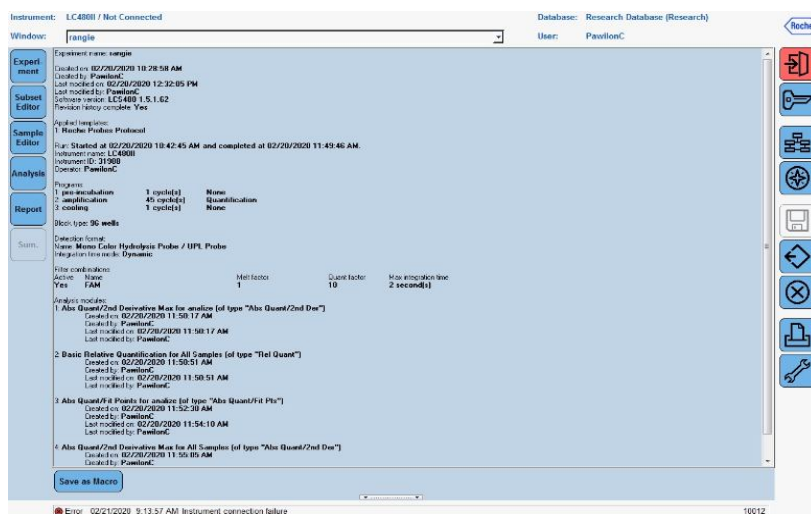 Instrument: LC480II / Not Connected
Database: Research Database (Research)
Window: rangie
User: PawilonC
Roche
Experiment
Subset Editor
Sample Editor
Analysis
Report
Sum.
Experiment name: rangie
Created on: 02/20/2020 10:28:58 AM
Created by: PawilonC
Last modified on: 02/20/2020 12:32:05 PM
Last modified by: PawilonC
Software version: LCS480 1.5.1.62
Revision history complete: Yes
Applied templates:
1 Roche Probes Protocol
Run: Started at 02/20/2020 10:42:45 AM and completed at 02/20/2020 11:49:46 AM.
Instrument name: LC480II
Instrument ID: 31988
Operator: PawilonC
Programs
1 pre-incubation 1 cycle(s) None
2 amplification 45 cycle(s) Quantification
3 cooling 1 cycle(s) None
Block type: 96 wells
Detection format:
Name: Mono Color Hydrolysis Probe / UPL Probe
Integration time mode: Dynamic
Filter combinations
Active Name Melt factor Quant factor Max integration time
Yes FAM 1 10 2 second(s)
Analysis modules:
1 Abs Quant/2nd Derivative Max for analize (of type "Abs Quant/2nd Der")
Created on: 02/20/2020 11:50:17 AM
Created by: PawilonC
Last modified on: 02/20/2020 11:50:17 AM
Last modified by: PawilonC
2 Basic Relative Quantification for All Samples (of type "Rel Quant")
Created on: 02/20/2020 11:50:51 AM
Created by: PawilonC
Last modified on: 02/20/2020 11:50:51 AM
Last modified by: PawilonC
3 Abs Quant/Fit Points for analize (of type "Abs Quant/Fit Pts")
Created on: 02/20/2020 11:52:30 AM
Created by: PawilonC
Last modified on: 02/20/2020 11:54:10 AM
Last modified by: PawilonC
4 Abs Quant/2nd Derivative Max for All Samples (of type "Abs Quant/2nd Der")
Created on: 02/20/2020 11:55:05 AM
Created by: PawilonC
Save as Macro
Error 02/21/2020 9:13:57 AM Instrument connection failure 10012